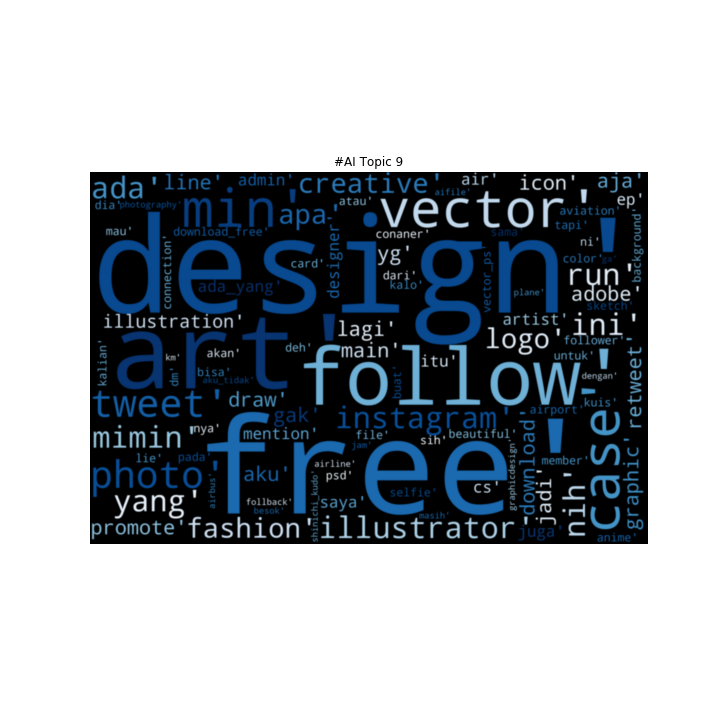 #AI Topic 9
ada' line' admin' creative' air' icon' aja'
dia' photography' min' apa' atau' aifile' vector' ep'
mau' download_free' designer' conaner' sama' aviation' tapi' background'
design' connection' card' yg' ni'
ada_yang' dari' kalo' vector_ps' plane' color' ga' run'
adobe' sketch'
illustration' art' lagi' artist' ini'
main' logo' follower'
kalian' km' akan' deh' follow' itu' untuk' retweet'
dm' bisa' aku_tidak' buat' dengan'
tweet' draw' gak' instagram' airport' kuis'
mimin' nya' mention' file' sih' beautiful' download' case' graphic'
lie' pada' free' jam' member'
photo' airbus' aku' airline' psd' cs' graphicdesign' jadi' nih'
yang' follback' shinichi_kudo' saya' selfie'
besok' masih'
promote' fashion' illustrator' juga' anime'